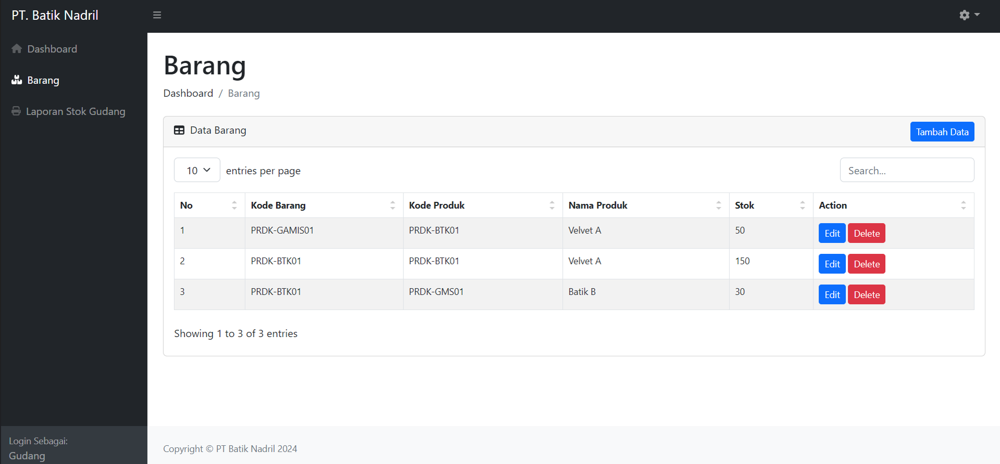 PT. Batik Nadril
Dashboard
Barang
Laporan Stok Gudang
Login Sebagai:
Gudang
Barang
Dashboard / Barang
Data Barang
Tambah Data
10 entries per page
Search...
No Kode Barang Kode Produk Nama Produk Stok Action
1 PRDK-GAMIS01 PRDK-BTK01 Velvet A 50 Edit Delete
2 PRDK-BTK01 PRDK-BTK01 Velvet A 150 Edit Delete
3 PRDK-BTK01 PRDK-GMS01 Batik B 30 Edit Delete
Showing 1 to 3 of 3 entries
Copyright © PT Batik Nadril 2024